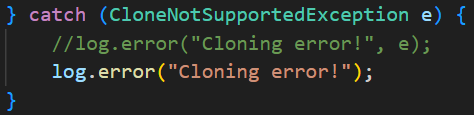 } catch (CloneNotSupportedException e) {
//log.error("Cloning error!", e);
log.error("Cloning error!");
}